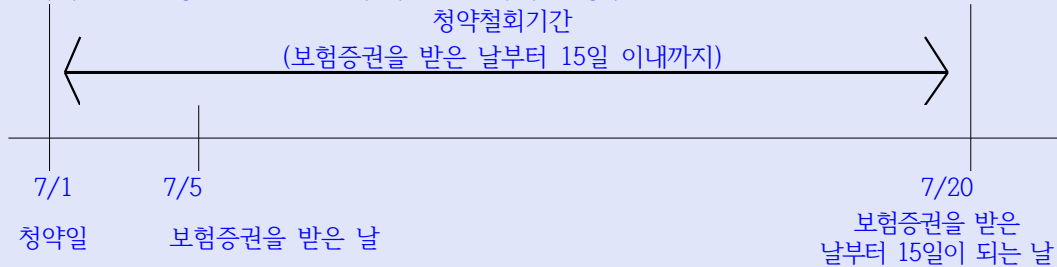 청약철회기간
(보험증권을 받은 날부터 15일 이내까지)
7/1
7/5
7/20
청약일
보험증권을 받은 날
보험증권을 받은
날부터 15일이 되는 날